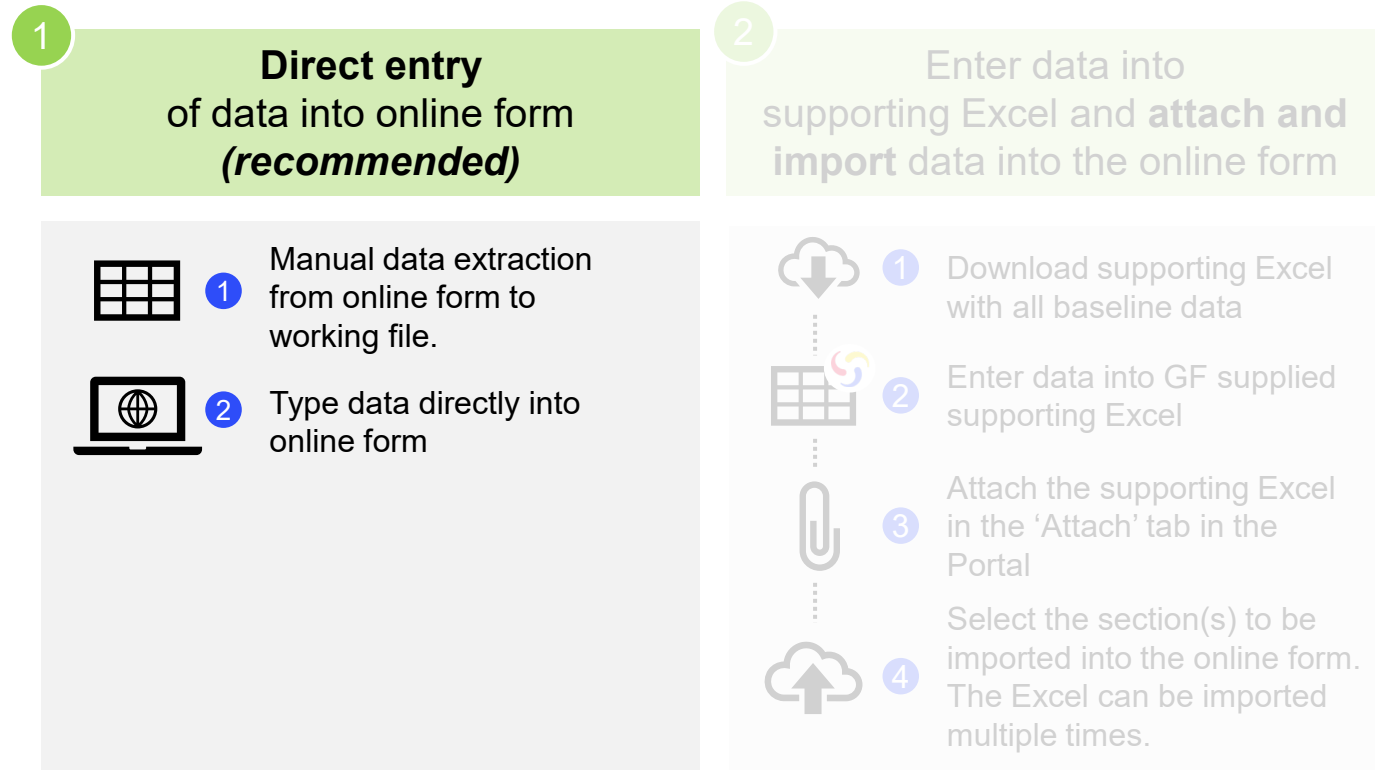 1
Direct entry
of data into online form
(recommended)
1
Manual data extraction
from online form to
working file.
2
Type data directly into
online form
2
Enter data into
supporting Excel and attach and
import data into the online form
1
Download supporting Excel
with all baseline data
2
Enter data into GF supplied
supporting Excel
3
Attach the supporting Excel
in the ‘Attach’ tab in the
Portal
4
Select the section(s) to be
imported into the online form.
The Excel can be imported
multiple times.